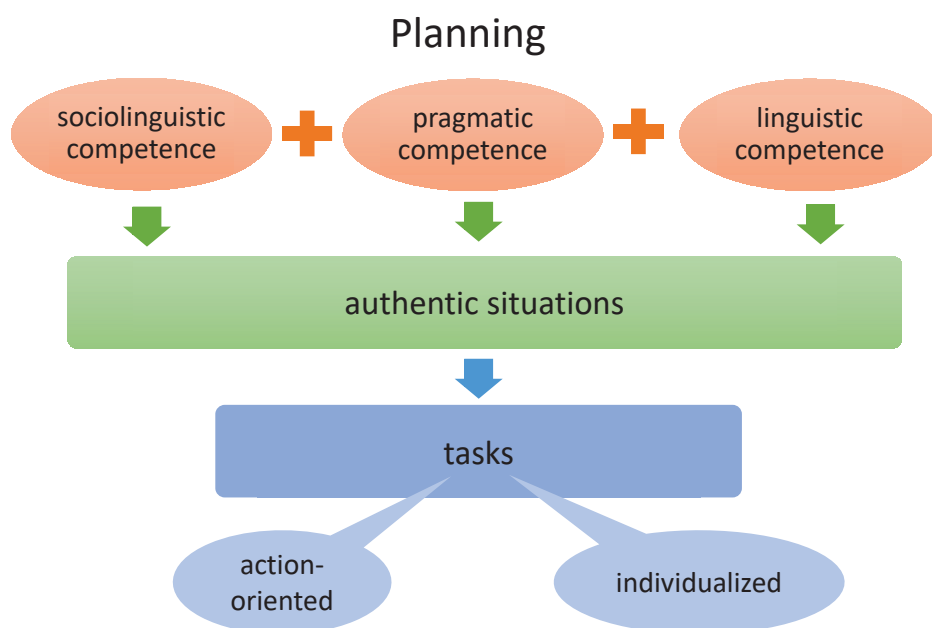 Planning
sociolinguistic
competence
pragmatic
competence
linguistic
competence
authentic situations
tasks
action-
oriented
individualized